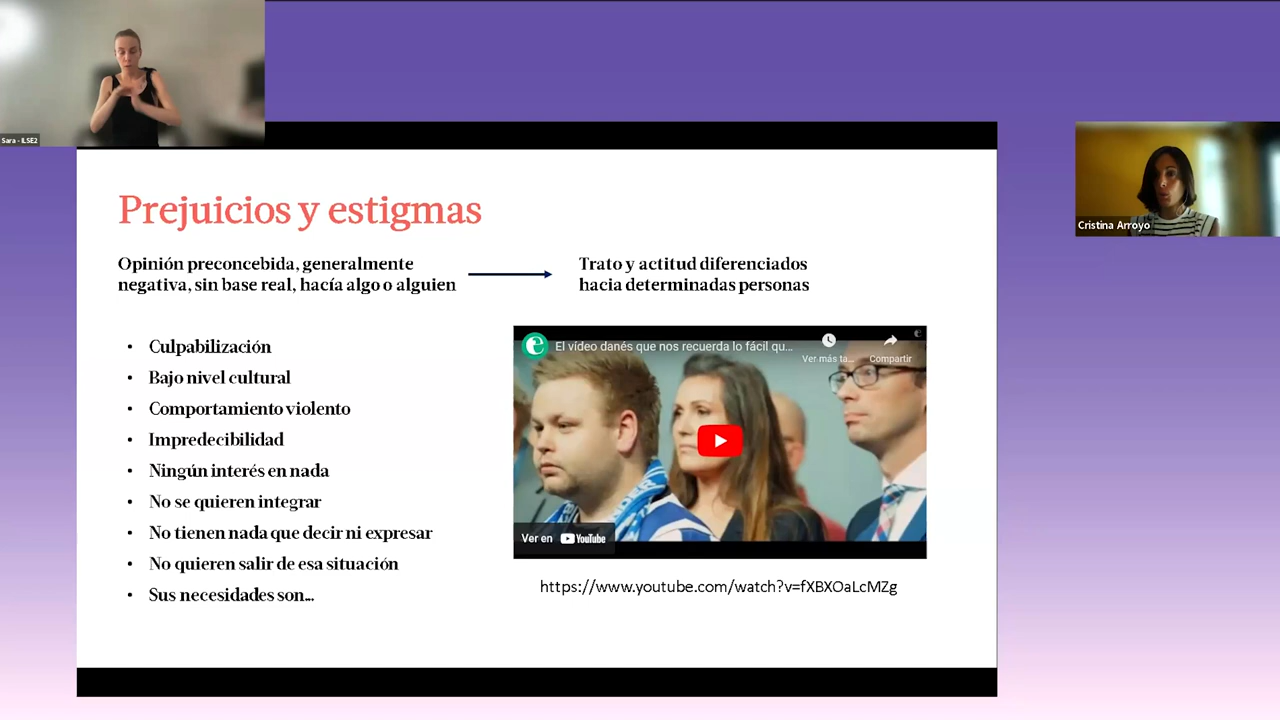 Sara - ILSE2
Cristina Arroyo
Prejuicios y estigmas
Opinión preconcebida, generalmente
negativa, sin base real, hacía algo o alguien
Trato y actitud diferenciados
hacia determinadas personas
• Culpabilización
• Bajo nivel cultural
• Comportamiento violento
• Impredecibilidad
• Ningún interés en nada
• No se quieren integrar
• No tienen nada que decir ni expresar
• No quieren salir de esa situación
• Sus necesidades son...
El vídeo danés que nos recuerda lo fácil qu...
Ver más ta...
Compartir
Ver en YouTube
https://www.youtube.com/watch?v=fXBXOaLcMZg